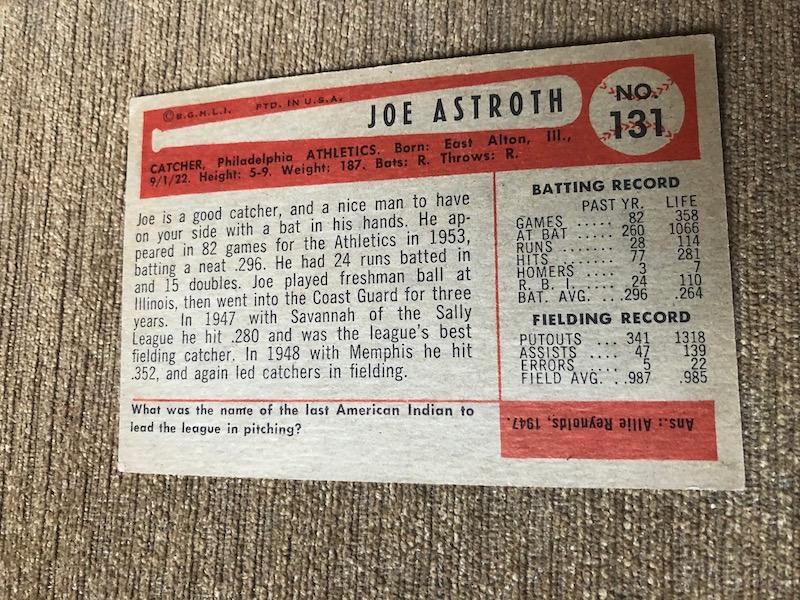 ©B.G.H.L.I. PTD. IN U.S.A.
JOE ASTROTH
NO.
131
CATCHER, Philadelphia ATHLETICS. Born: East Alton, Ill.,
9/1/22. Height: 5-9. Weight: 187. Bats: R. Throws: R.
Joe is a good catcher, and a nice man to have
on your side with a bat in his hands. He ap-
peared in 82 games for the Athletics in 1953,
batting a neat .296. He had 24 runs batted in
and 15 doubles. Joe played freshman ball at
Illinois, then went into the Coast Guard for three
years. In 1947 with Savannah of the Sally
League he hit .280 and was the league's best
fielding catcher. In 1948 with Memphis he hit
.352, and again led catchers in fielding.
BATTING RECORD
PAST YR. LIFE
GAMES ..... 82 358
AT BAT ..... 260 1066
RUNS ....... 28 114
HITS ....... 77 281
HOMERS .... 3 7
R. B. I. ..... 24 110
BAT. AVG. ... .296 .264
FIELDING RECORD
PUTOUTS ... 341 1318
ASSISTS .... 47 139
ERRORS .... 5 22
FIELD AVG. . .987 .985
What was the name of the last American Indian to
lead the league in pitching?
Ans.: Allie Reynolds, 1947.